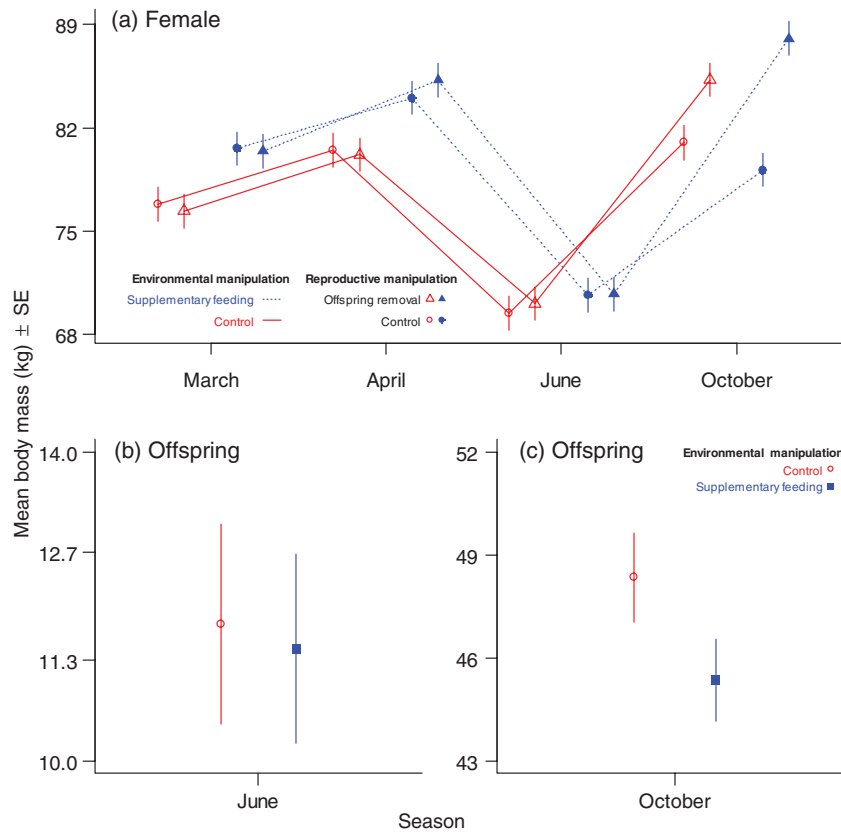 (a) Female
89
82
75
68
Environmental manipulation
Supplementary feeding
Control
Reproductive manipulation
Offspring removal
Control
March
April
June
October
Mean body mass (kg) ± SE
(b) Offspring
14.0
12.7
11.3
10.0
June
(c) Offspring
52
49
46
43
Environmental manipulation
Control
Supplementary feeding
October
Season